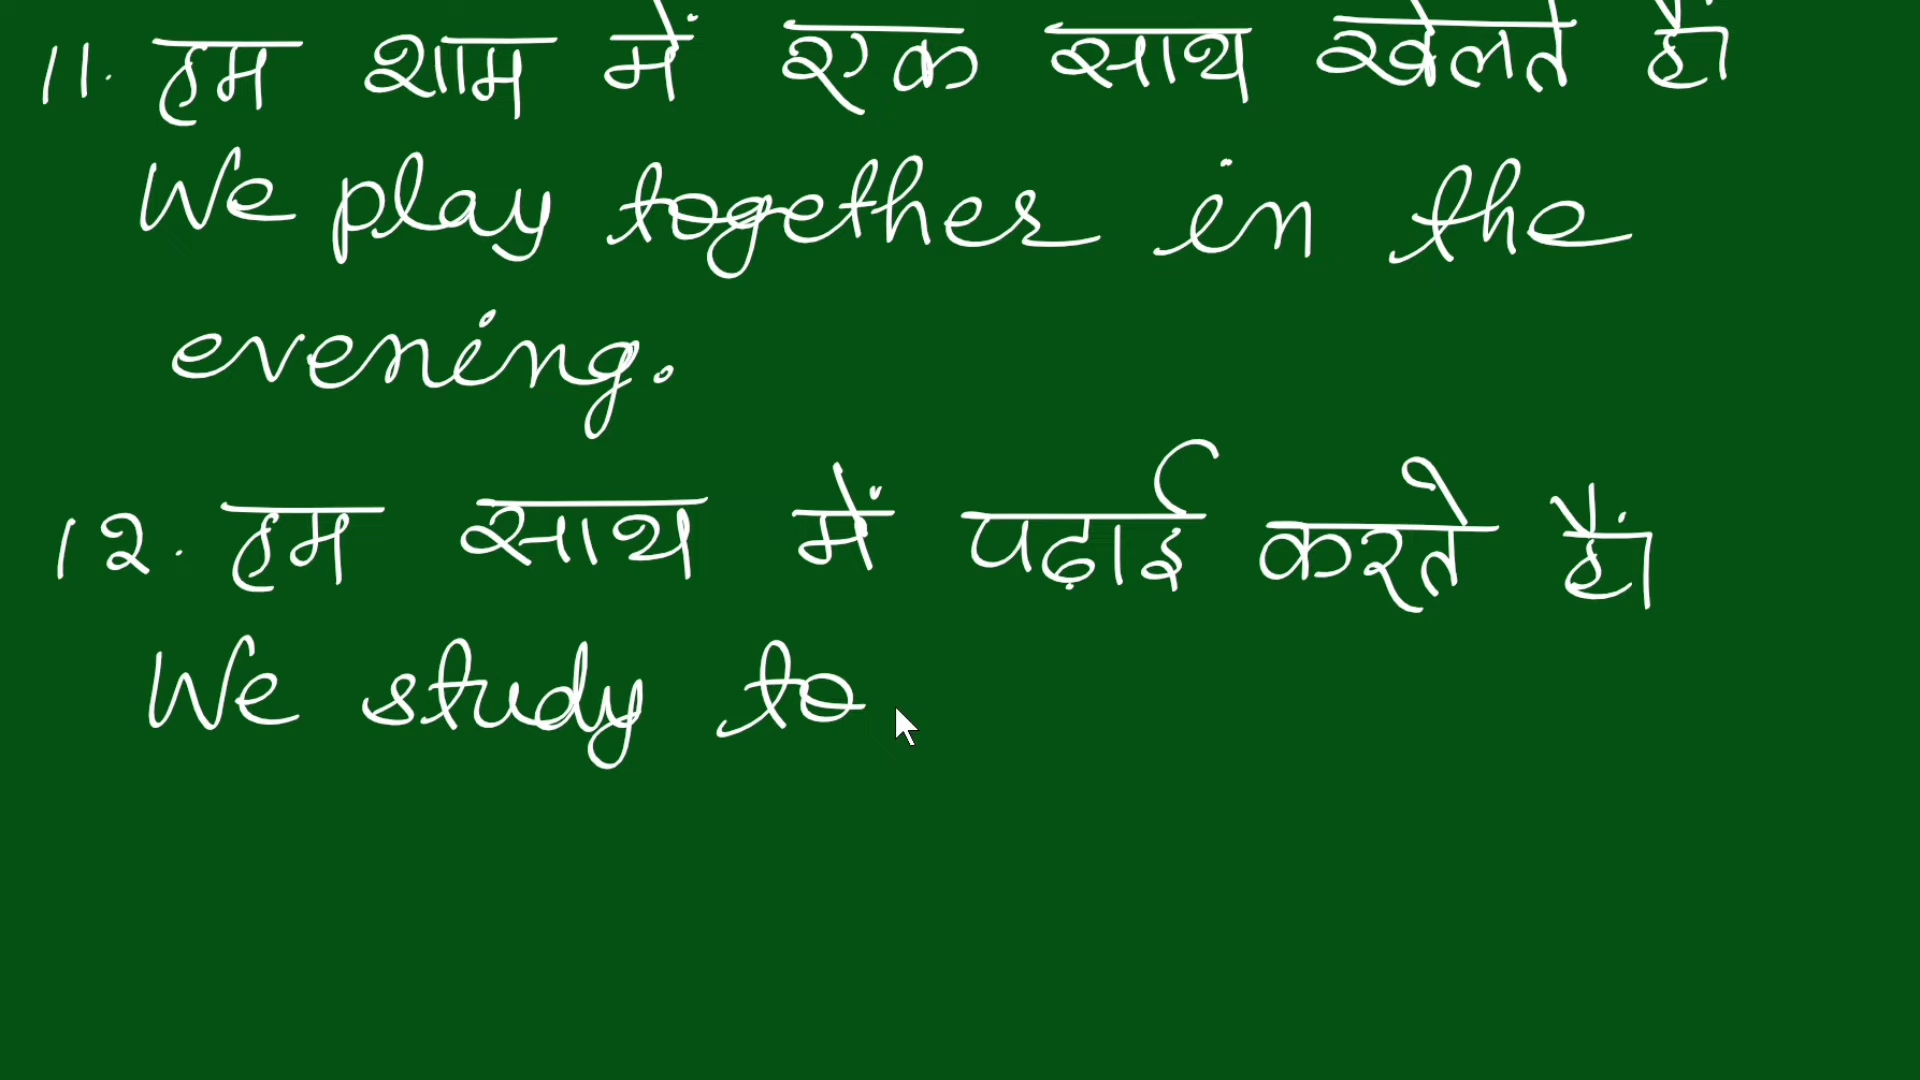 11. हम शाम में एक साथ खेलते हैं।
We play together in the
evening.
12. हम साथ में पढ़ाई करते हैं।
We study to